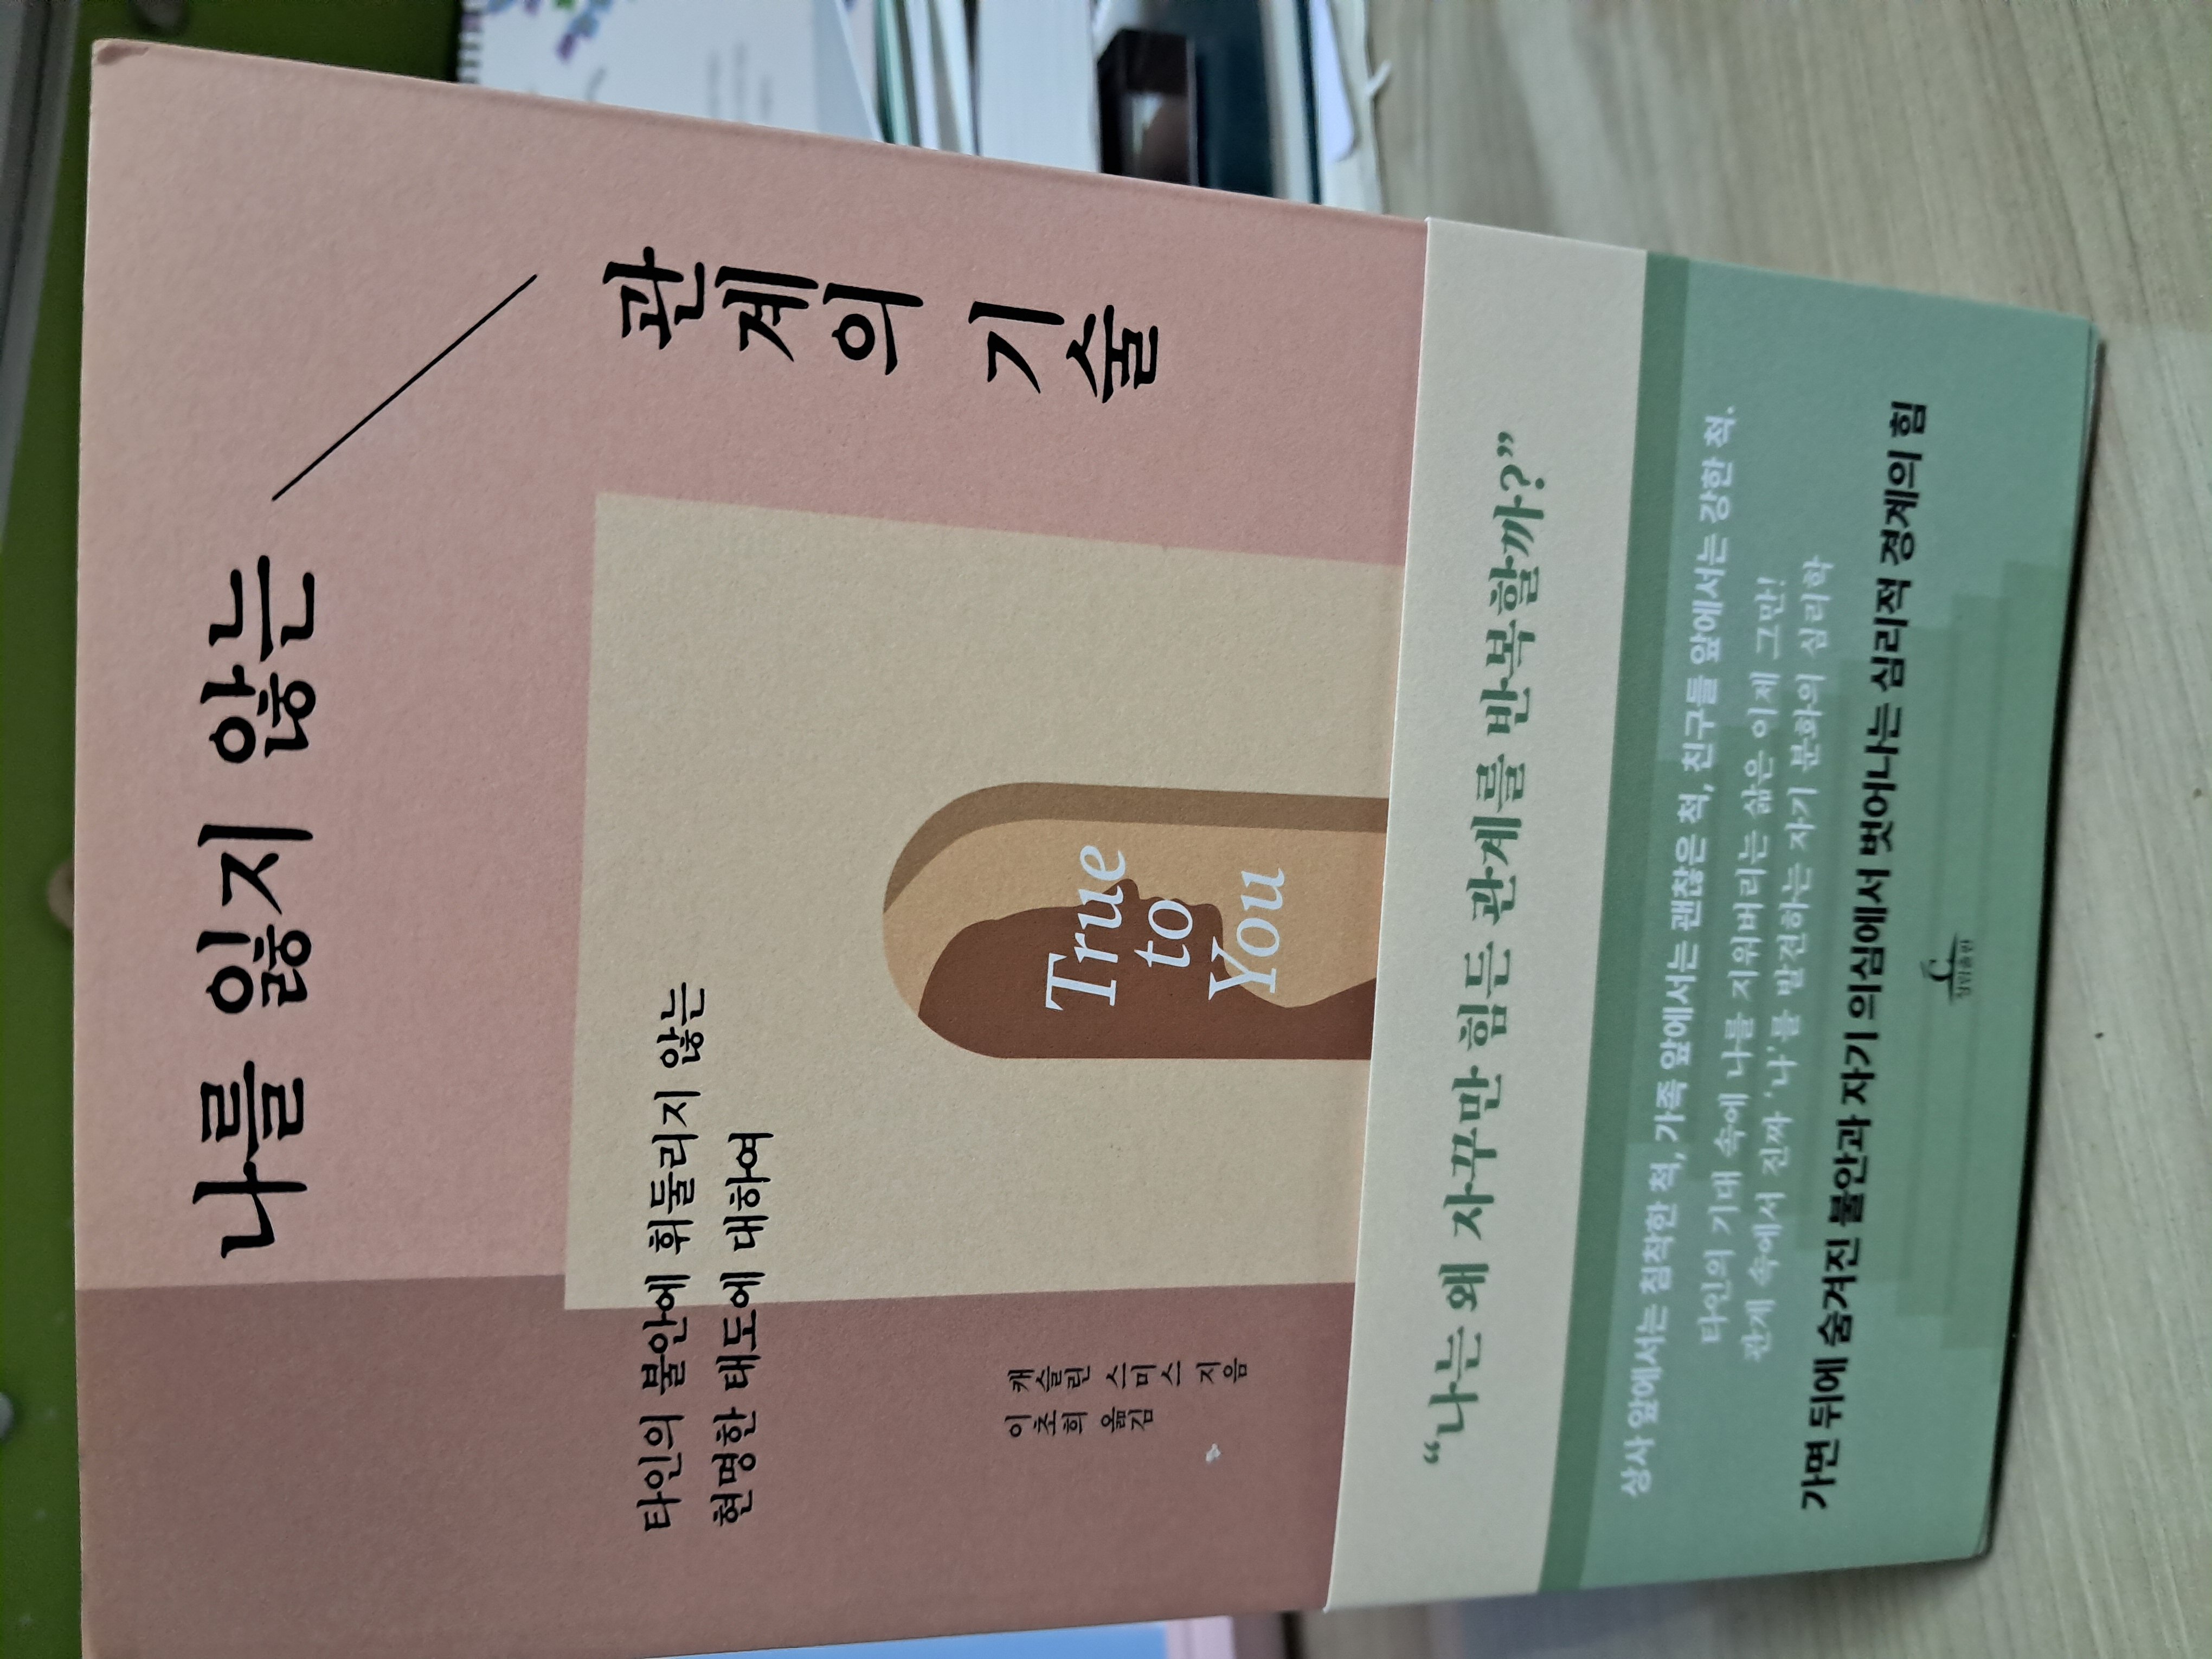 나를 잃지 않는
관계의 기술
타인의 불안에 휘둘리지 않는
현명한 태도에 대하여
True
to
You
캐슬린 스미스 지음
이초희 옮김
“나는 왜 자꾸만 힘든 관계를 반복할까?”
상사 앞에서는 침착한 척, 가족 앞에서는 괜찮은 척, 친구들 앞에서는 강한 척.
타인의 기대 속에 나를 지워버리는 삶은 이제 그만!
관계 속에서 진짜 ‘나’를 발견하는 자기 분화의 심리학
가면 뒤에 숨겨진 불안과 자기 의심에서 벗어나는 심리적 경계의 힘
청림출판